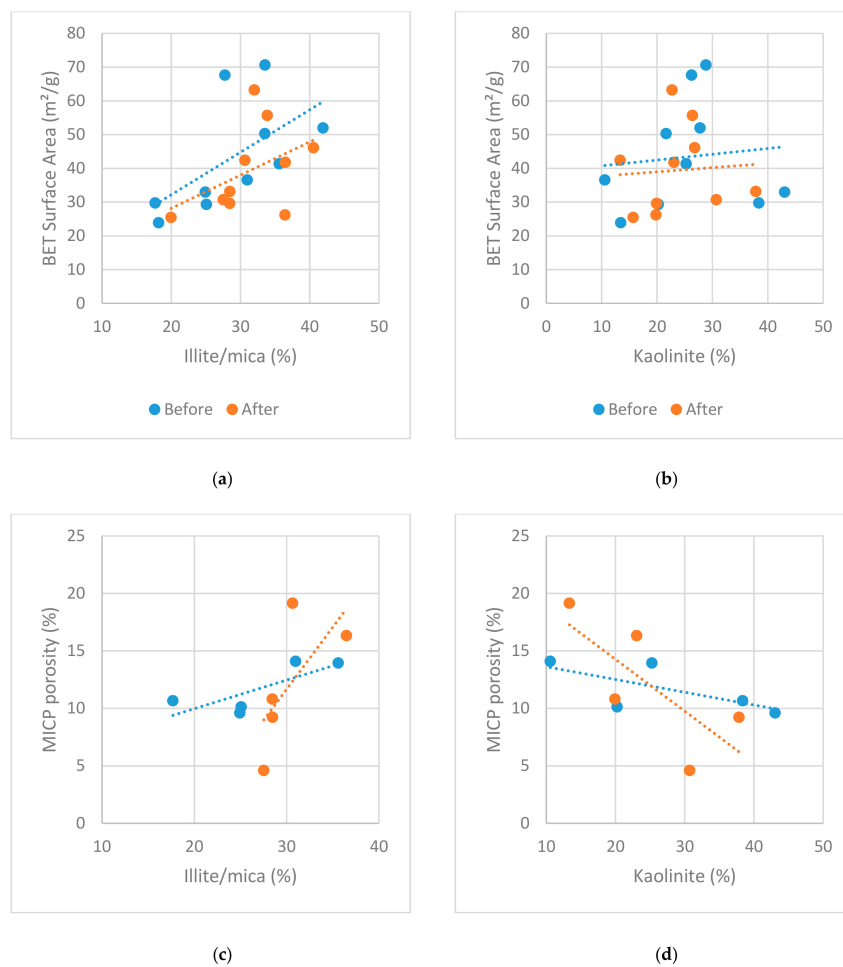 80
70
60
50
40
30
20
10
0
BET Surface Area (m²/g)
10 20 30 40 50
Illite/mica (%)
Before After
(a)
80
70
60
50
40
30
20
10
0
BET Surface Area (m²/g)
0 10 20 30 40 50
Kaolinite (%)
Before After
(b)
25
20
15
10
5
0
MICP porosity (%)
10 20 30 40
Illite/mica (%)
(c)
25
20
15
10
5
0
MICP porosity (%)
10 20 30 40 50
Kaolinite (%)
(d)